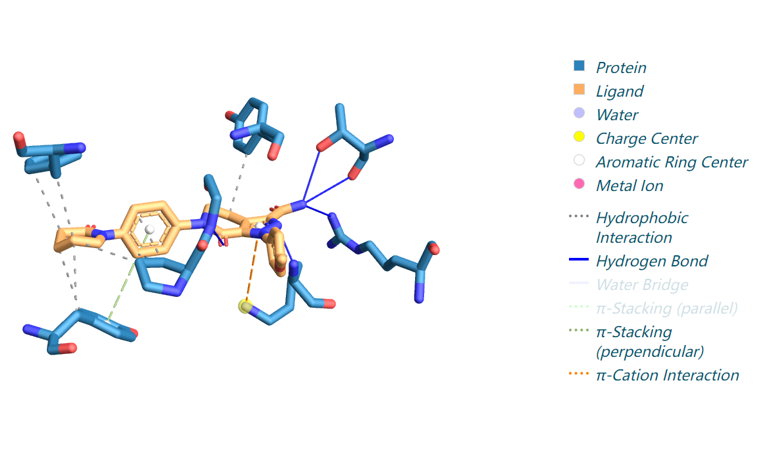 Protein
Ligand
Water
Charge Center
Aromatic Ring Center
Metal Ion
Hydrophobic
Interaction
Hydrogen Bond
Water Bridge
π-Stacking (parallel)
π-Stacking
(perpendicular)
π-Cation Interaction